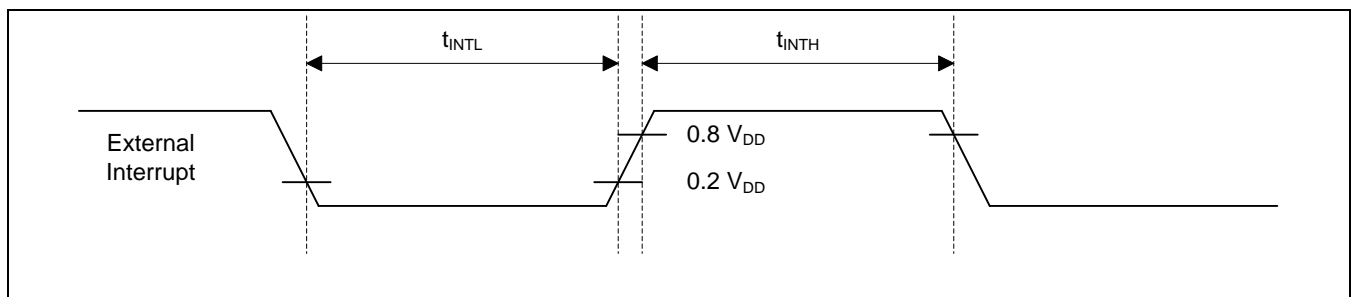 tINTL
tINTH
External
Interrupt
0.8 VDD
0.2 VDD